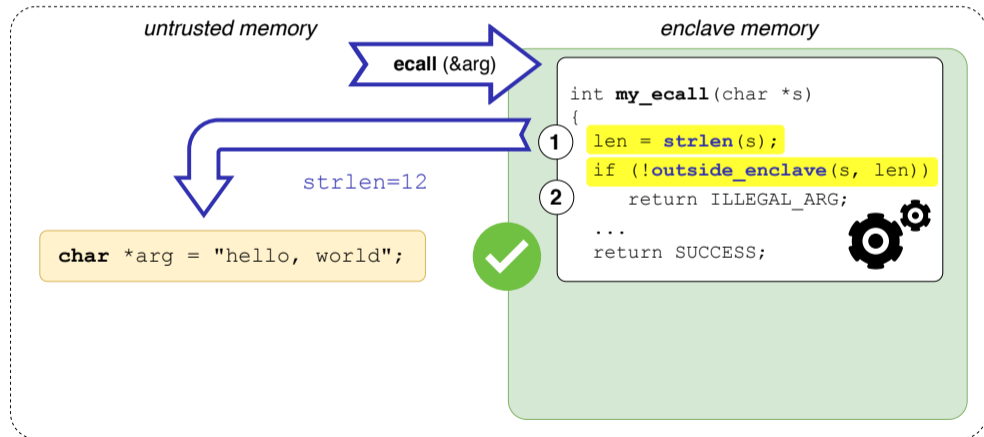 untrusted memory
enclave memory
ecall (&arg)
int my_ecall(char *s)
{
1
len = strlen(s);
if (!outside_enclave(s, len))
2
return ILLEGAL_ARG;
...
return SUCCESS;
strlen=12
char *arg = "hello, world";